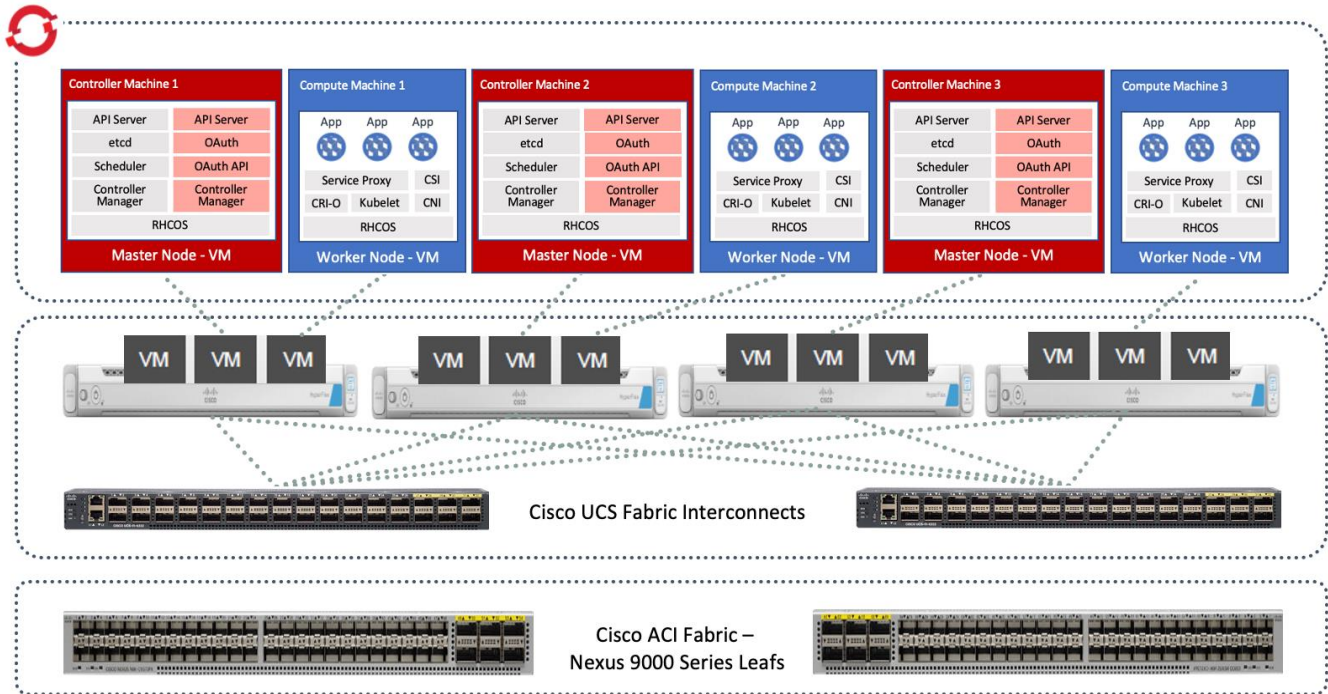 Controller Machine 1
API Server
API Server
etcd
OAuth
Scheduler
OAuth API
Controller
Manager
Controller
Manager
RHCOS
Master Node - VM
Compute Machine 1
App App App
Service Proxy
CSI
CRI-O
Kubelet
CNI
RHCOS
Worker Node - VM
Controller Machine 2
API Server
API Server
etcd
OAuth
Scheduler
OAuth API
Controller
Manager
Controller
Manager
RHCOS
Master Node - VM
Compute Machine 2
App App App
Service Proxy
CSI
CRI-O
Kubelet
CNI
RHCOS
Worker Node - VM
Controller Machine 3
API Server
API Server
etcd
OAuth
Scheduler
OAuth API
Controller
Manager
Controller
Manager
RHCOS
Master Node - VM
Compute Machine 3
App App App
Service Proxy
CSI
CRI-O
Kubelet
CNI
RHCOS
Worker Node - VM
VM VM VM
VM VM VM
VM VM VM
VM VM VM
CISCO
CISCO
CISCO
CISCO
Cisco UCS Fabric Interconnects
Cisco ACI Fabric –
Nexus 9000 Series Leafs